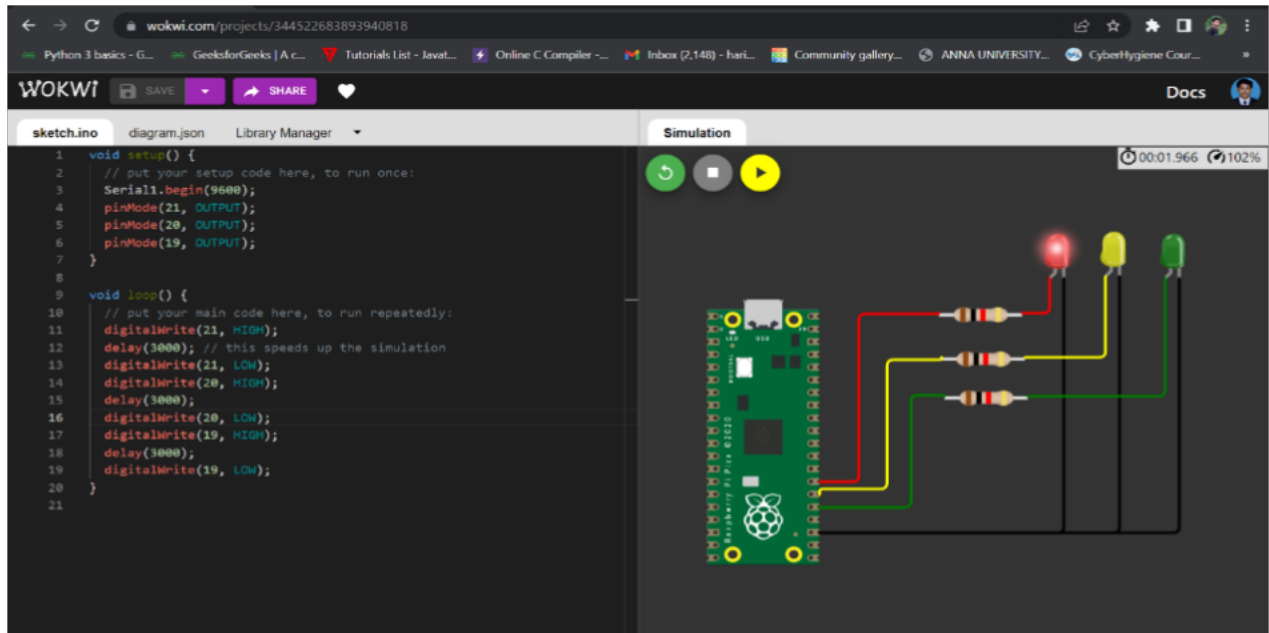 wokwi.com/projects/344522683893940818
Python 3 basics - G... GeeksforGeeks | A c... Tutorials List - Javat... Online C Compiler -... Inbox (2,148) - hari... Community gallery... ANNA UNIVERSITY... CyberHygiene Cour... »
WOKWI SAVE SHARE Docs
sketch.ino diagram.json Library Manager
1 void setup() {
2 // put your setup code here, to run once:
3 Serial1.begin(9600);
4 pinMode(21, OUTPUT);
5 pinMode(20, OUTPUT);
6 pinMode(19, OUTPUT);
7 }
8
9 void loop() {
10 // put your main code here, to run repeatedly:
11 digitalWrite(21, HIGH);
12 delay(3000); // this speeds up the simulation
13 digitalWrite(21, LOW);
14 digitalWrite(20, HIGH);
15 delay(3000);
16 digitalWrite(20, LOW);
17 digitalWrite(19, HIGH);
18 delay(3000);
19 digitalWrite(19, LOW);
20 }
21
Simulation
00:01.966 102%
LED USB
BOOTSEL
Raspberry Pi Pico ©2020